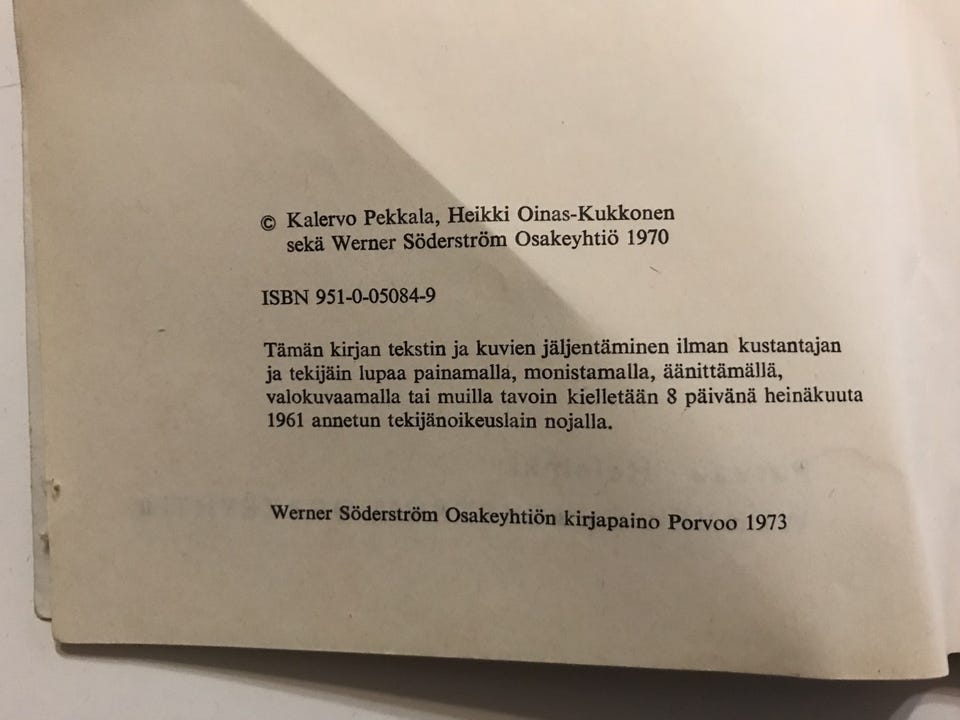 © Kalervo Pekkala, Heikki Oinas-Kukkonen
sekä Werner Söderström Osakeyhtiö 1970
ISBN 951-0-05084-9
Tämän kirjan tekstin ja kuvien jäljentäminen ilman kustantajan
ja tekijäin lupaa painamalla, monistamalla, äänittämällä,
valokuvaamalla tai muilla tavoin kielletään 8 päivänä heinäkuuta
1961 annetun tekijänoikeuslain nojalla.
Werner Söderström Osakeyhtiön kirjapaino Porvoo 1973